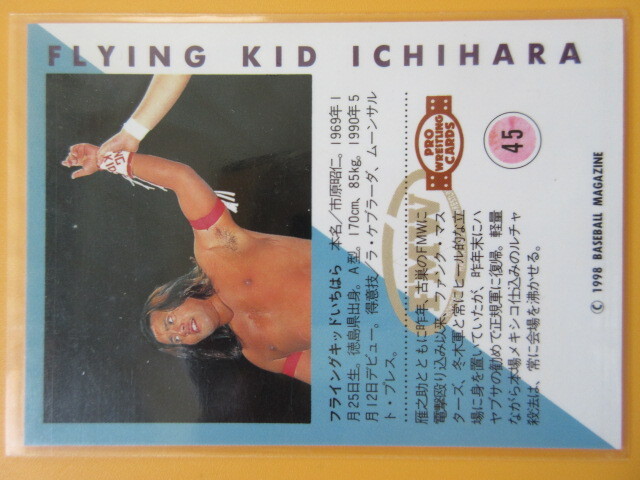 FLYING KID ICHIHARA
フライングキッドいちはら 本名／市原昭仁。1969年1
月25日生。徳島県出身。A型。170cm、85kg。1990年5
月12日デビュー。得意技／ラ・ケブラーダ、ムーンサル
ト・プレス。
雁之助とともに昨年、古巣のFMWに
電撃殴り込み以来、ファンク・マス
ターズ、冬木軍と常にヒール的な立
場に身を置いていたが、昨年末にハ
ヤブサの勧めで正規軍に復帰。軽量
ながら本場メキシコ仕込みのルチャ
殺法は、常に会場を沸かせる。
PRO
WRESTLING
CARDS
45
© 1998 BASEBALL MAGAZINE